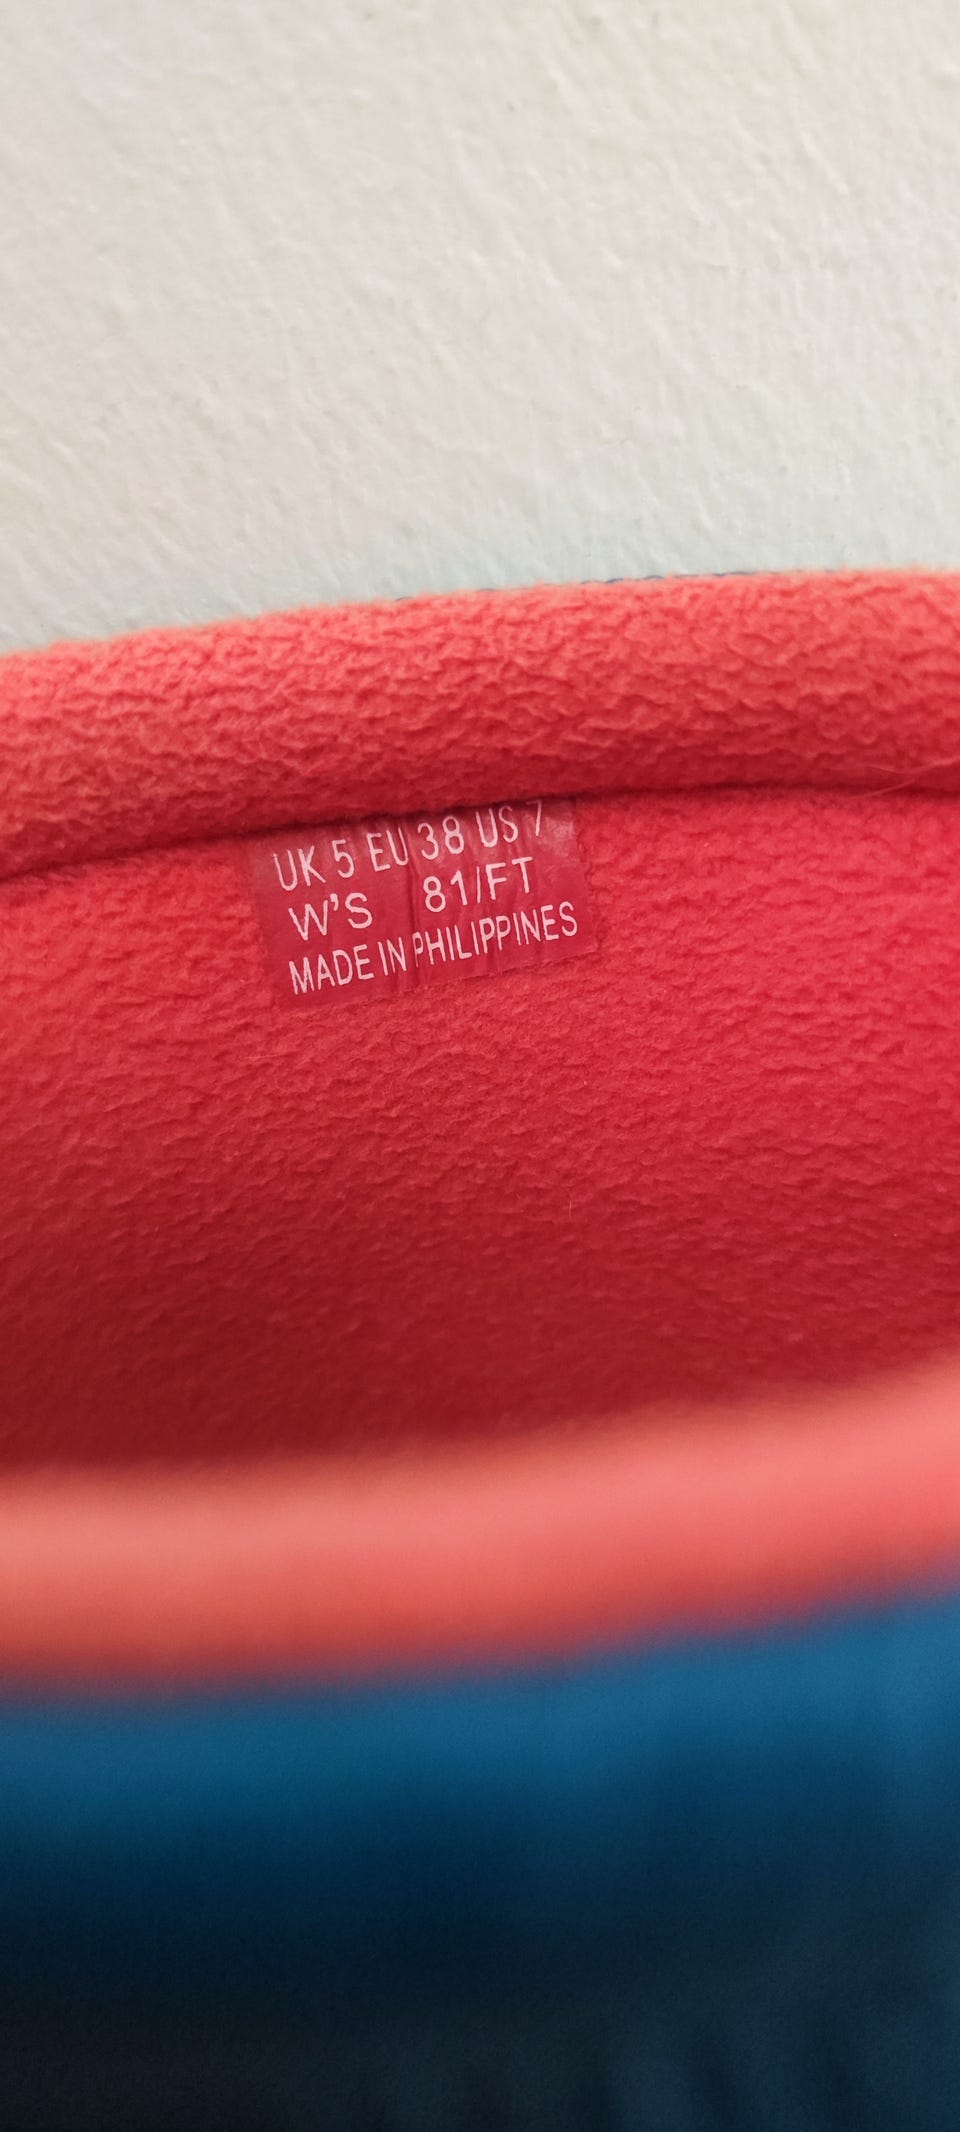 UK 5 EU 38 US 7
W'S 81/FT
MADE IN PHILIPPINES